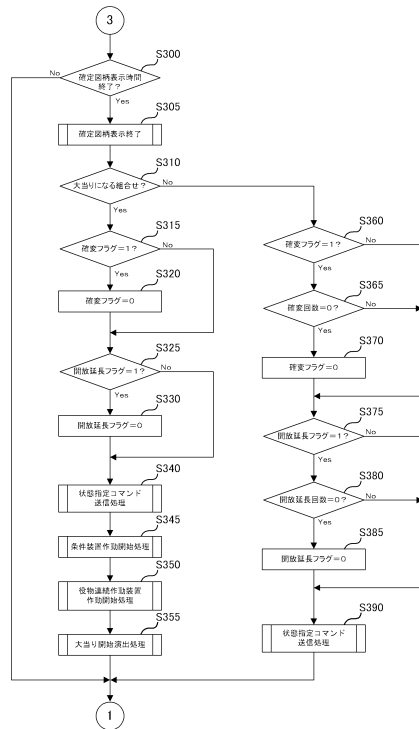 3
S300
確定図柄表示時間
終了?
No
Yes
S305
確定図柄表示終了
S310
大当りになる組合せ?
No
Yes
S315
確変フラグ=1?
No
Yes
S320
確変フラグ=0
S325
開放延長フラグ=1?
No
Yes
S330
開放延長フラグ=0
S340
状態指定コマンド
送信処理
S345
条件装置作動開始処理
S350
役物連続作動装置
作動開始処理
S355
大当り開始演出処理
S360
確変フラグ=1?
No
Yes
S365
確変回数=0?
No
Yes
S370
確変フラグ=0
S375
開放延長フラグ=1?
No
Yes
S380
開放延長回数=0?
No
Yes
S385
開放延長フラグ=0
S390
状態指定コマンド
送信処理
1